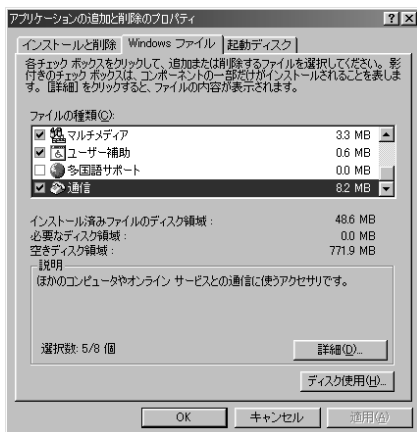 アプリケーションの追加と削除のプロパティ
インストールと削除 Windows ファイル 起動ディスク
各チェック ボックスをクリックして、追加または削除するファイルを選択してください。影
付きのチェック ボックスは、コンポーネントの一部だけがインストールされることを表しま
す。[詳細] をクリックすると、ファイルの内容が表示されます。
ファイルの種類(C):
マルチメディア 3.3 MB
ユーザー補助 0.6 MB
多国語サポート 0.0 MB
通信 8.2 MB
インストール済みファイルのディスク領域 : 48.6 MB
必要なディスク領域 : 0.0 MB
空きディスク領域 : 771.9 MB
説明
ほかのコンピュータやオンライン サービスとの通信に使うアクセサリです。
選択数: 5/8 個
詳細(D)...
ディスク使用(H)...
OK キャンセル 適用(A)